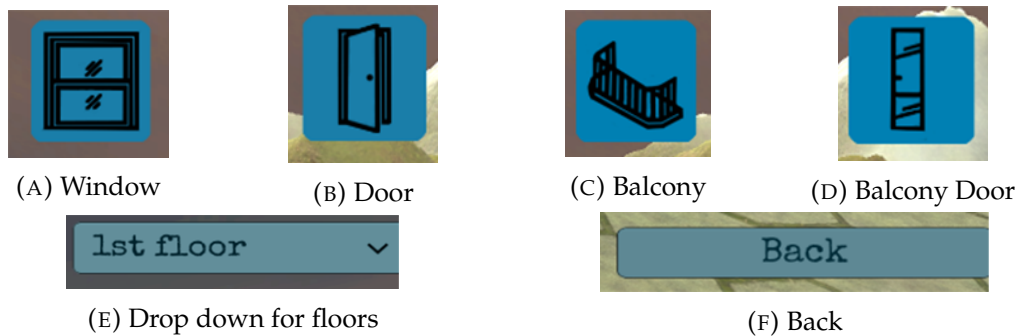 (A) Window
(B) Door
(C) Balcony
(D) Balcony Door
1st floor
Back
(E) Drop down for floors
(F) Back